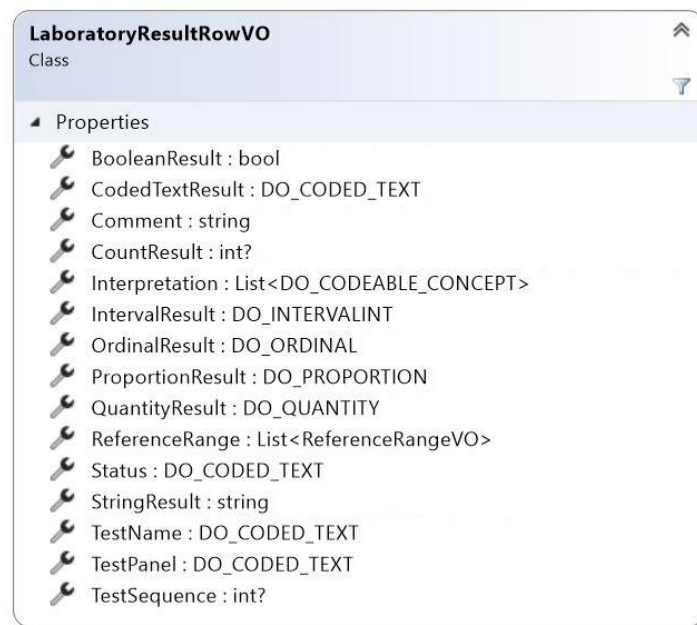 LaboratoryResultRowVO
Class
Properties
BooleanResult : bool
CodedTextResult : DO_CODED_TEXT
Comment : string
CountResult : int?
Interpretation : List<DO_CODEABLE_CONCEPT>
IntervalResult : DO_INTERVALINT
OrdinalResult : DO_ORDINAL
ProportionResult : DO_PROPORTION
QuantityResult : DO_QUANTITY
ReferenceRange : List<ReferenceRangeVO>
Status : DO_CODED_TEXT
StringResult : string
TestName : DO_CODED_TEXT
TestPanel : DO_CODED_TEXT
TestSequence : int?